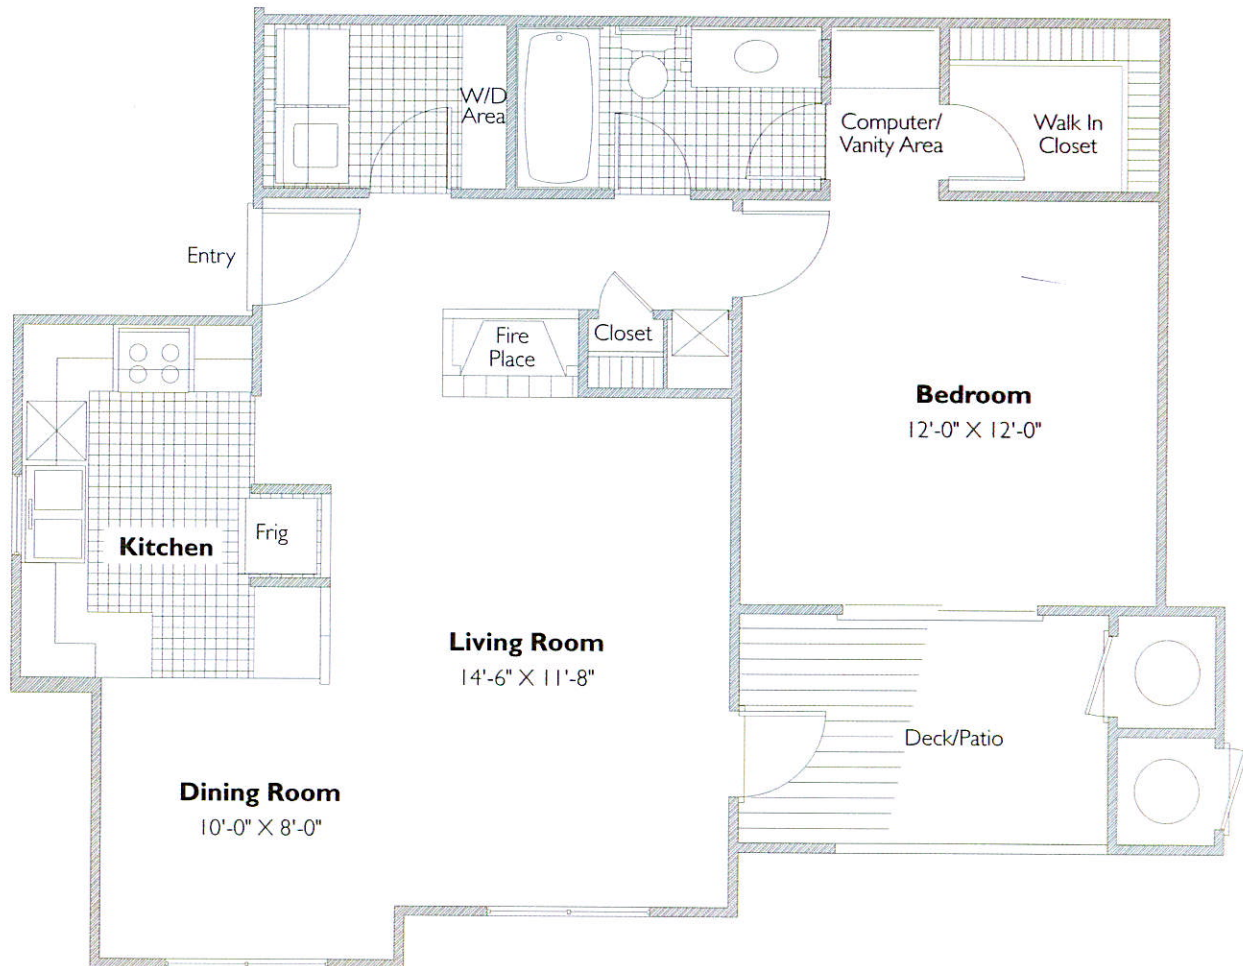 W/D
Area
Computer/
Vanity Area
Walk In
Closet
Entry
Fire
Place
Closet
Bedroom
12'-0" X 12'-0"
Frig
Kitchen
Living Room
14'-6" X 11'-8"
Deck/Patio
Dining Room
10'-0" X 8'-0"